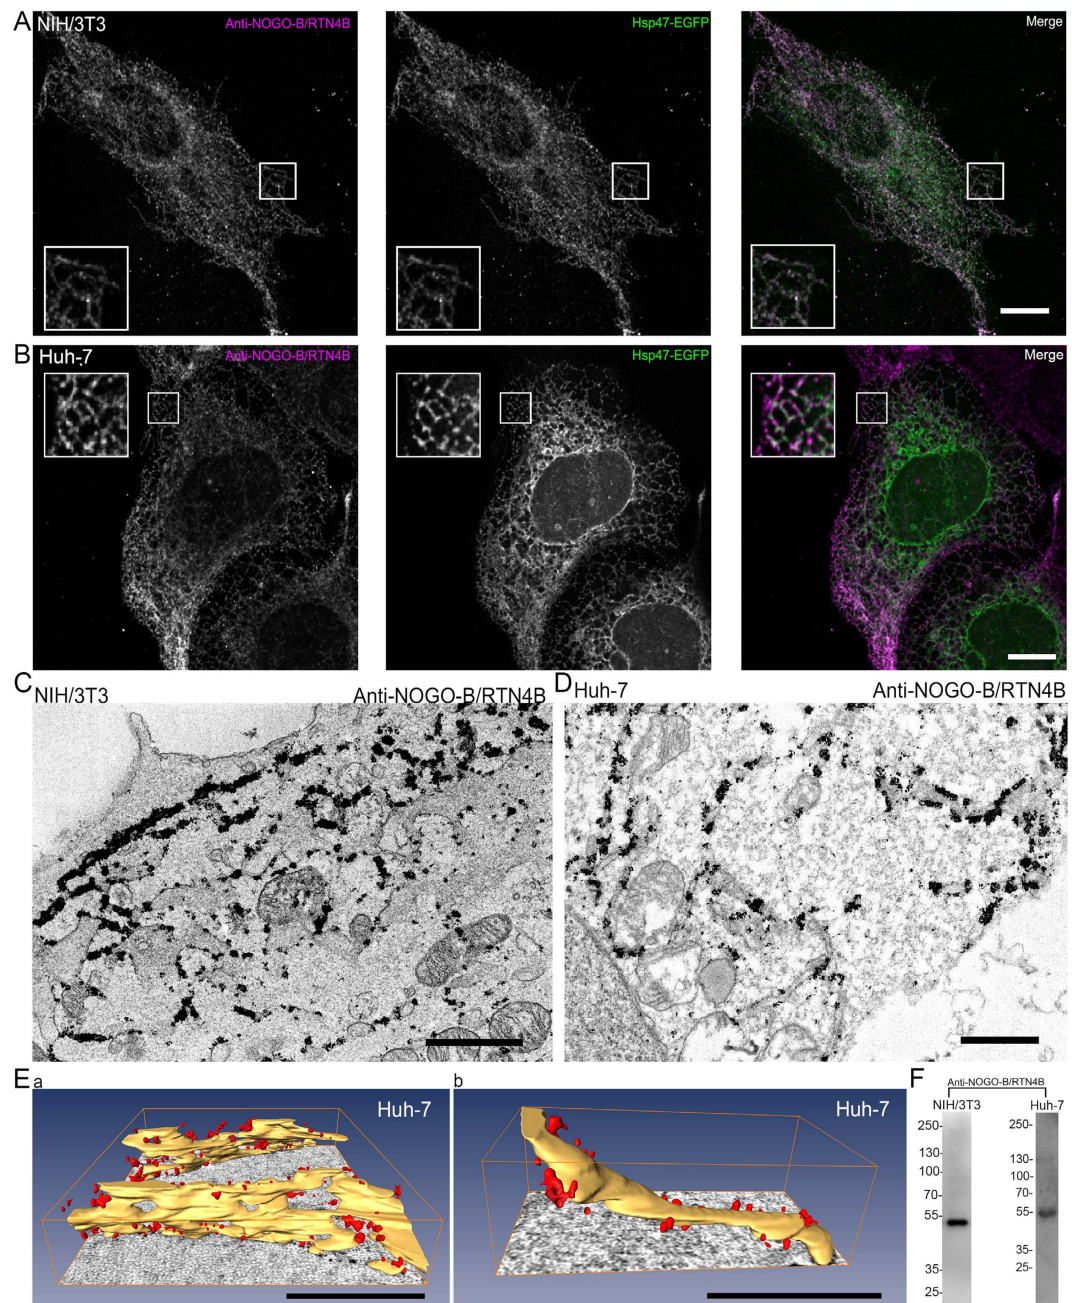 A
NIH/3T3
Anti-NOGO-B/RTN4B
Hsp47-EGFP
Merge
B
Huh-7
Anti-NOGO-B/RTN4B
Hsp47-EGFP
Merge
C
NIH/3T3
Anti-NOGO-B/RTN4B
D
Huh-7
Anti-NOGO-B/RTN4B
E
a
Huh-7
b
Huh-7
F
Anti-NOGO-B/RTN4B
NIH/3T3
250-
130-
100-
70-
55-
35-
25-
Huh-7
250-
130-
100-
70-
55-
35-
25-